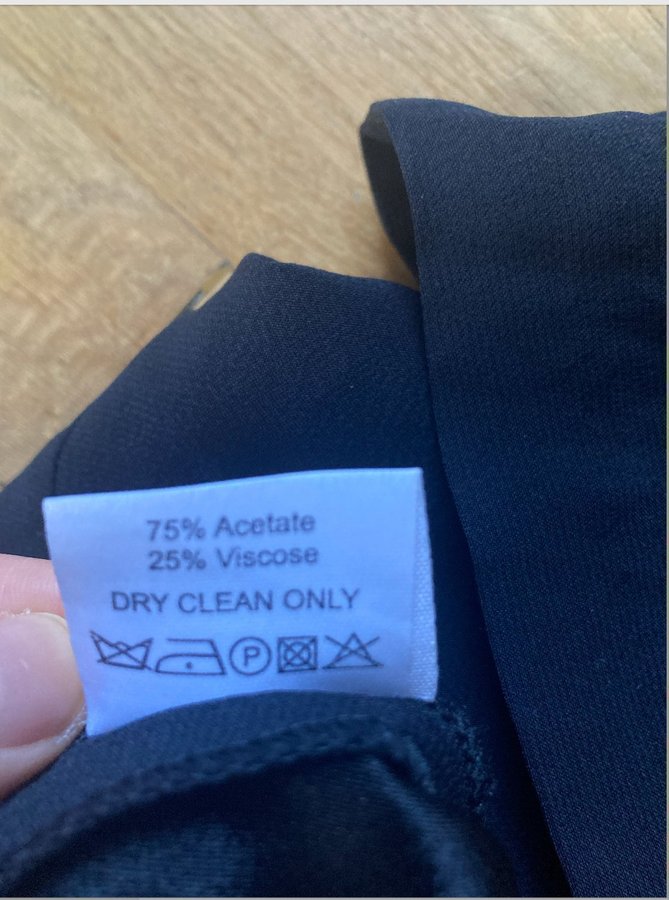 75% Acetate
25% Viscose
DRY CLEAN ONLY
P